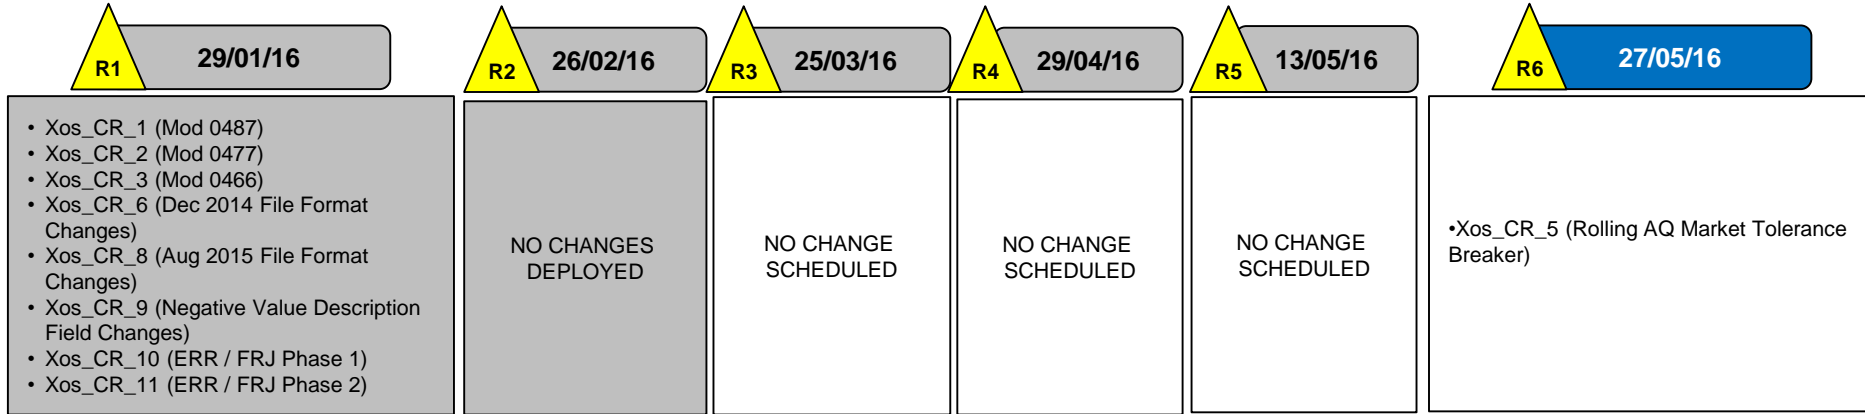 R1
29/01/16
• Xos_CR_1 (Mod 0487)
• Xos_CR_2 (Mod 0477)
• Xos_CR_3 (Mod 0466)
• Xos_CR_6 (Dec 2014 File Format
Changes)
• Xos_CR_8 (Aug 2015 File Format
Changes)
• Xos_CR_9 (Negative Value Description
Field Changes)
• Xos_CR_10 (ERR / FRJ Phase 1)
• Xos_CR_11 (ERR / FRJ Phase 2)
R2
26/02/16
NO CHANGES
DEPLOYED
R3
25/03/16
NO CHANGE
SCHEDULED
R4
29/04/16
NO CHANGE
SCHEDULED
R5
13/05/16
NO CHANGE
SCHEDULED
R6
27/05/16
•Xos_CR_5 (Rolling AQ Market Tolerance
Breaker)